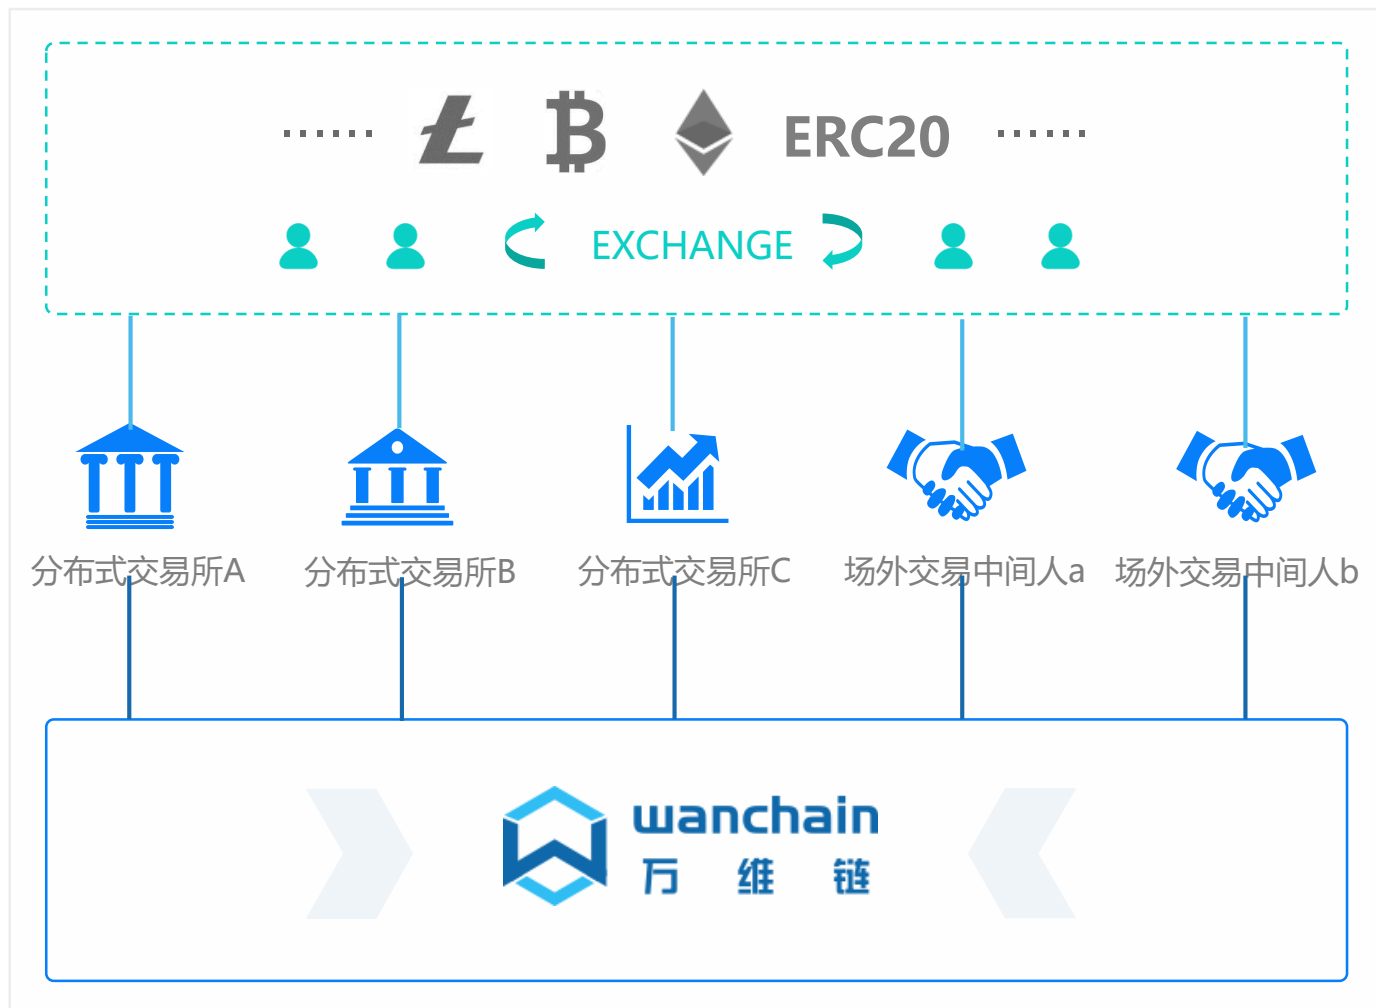 ERC20
EXCHANGE
分布式交易所A
分布式交易所B
分布式交易所C
场外交易中间人a
场外交易中间人b
wanchain
万维链